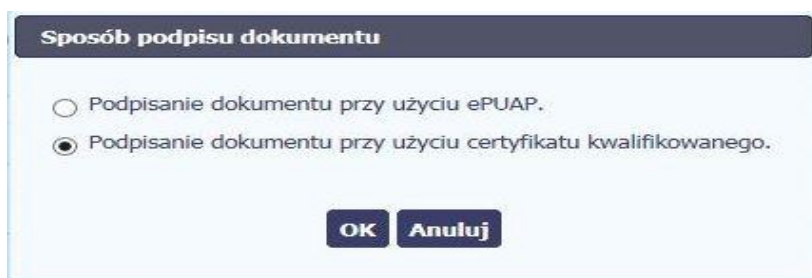 Sposób podpisu dokumentu
Podpisanie dokumentu przy użyciu ePUAP.
Podpisanie dokumentu przy użyciu certyfikatu kwalifikowanego.
OK Anuluj